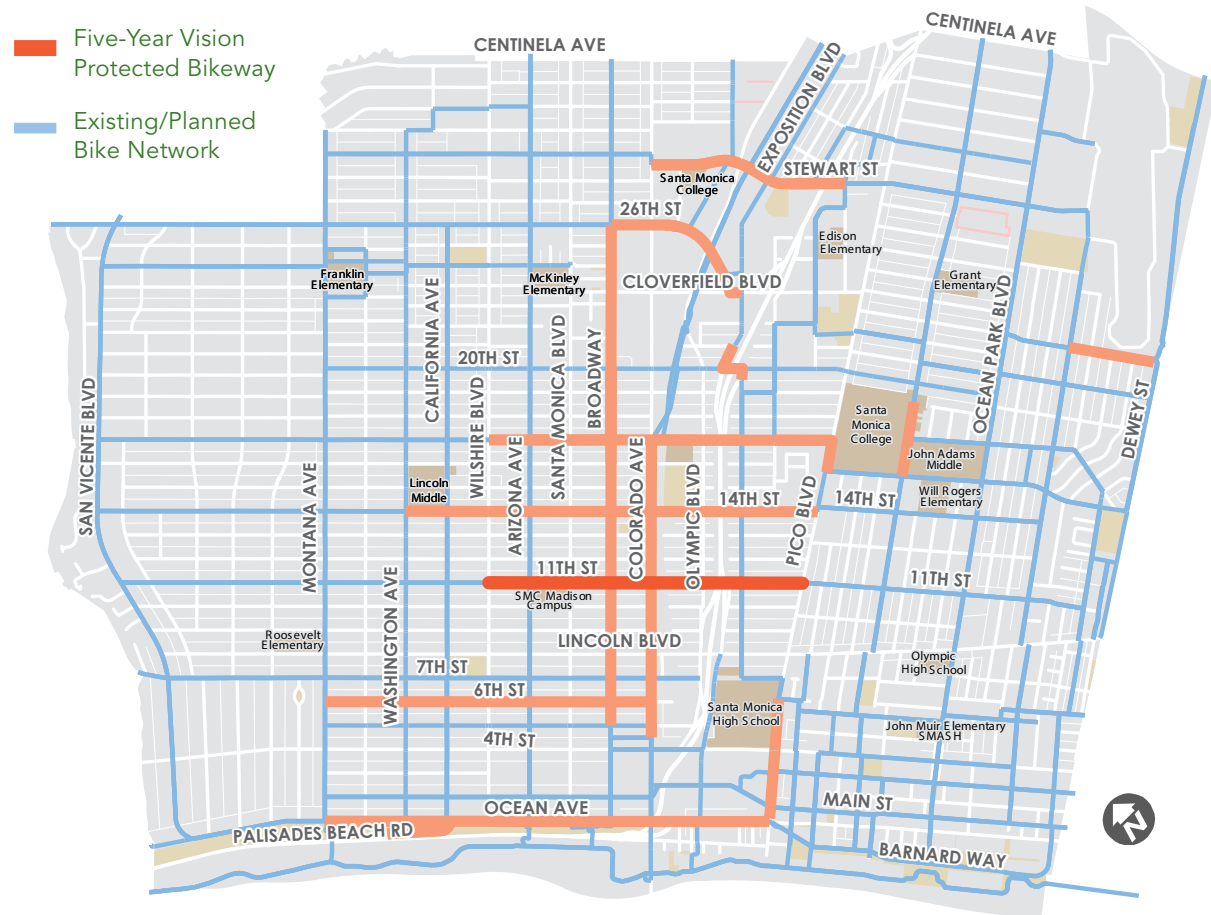 Five-Year Vision
Protected Bikeway
Existing/Planned
Bike Network
CENTINELA AVE
CENTINELA AVE
EXPOSITION BLVD
STEWART ST
Santa Monica
College
26TH ST
Edison
Elementary
Franklin
Elementary
McKinley
Elementary
CLOVERFIELD BLVD
Grant
Elementary
CALIFORNIA AVE
SANTA MONICA BLVD
BROADWAY
OCEAN PARK BLVD
20TH ST
SAN VICENTE BLVD
WILSHIRE BLVD
DEWEY ST
Santa
Monica
College
John Adams
Middle
MONTANA AVE
Lincoln
Middle
ARIZONA AVE
COLORADO AVE
OLYMPIC BLVD
14TH ST
PICO BLVD
14TH ST
Will Rogers
Elementary
11TH ST
11TH ST
SMC Madison
Campus
WASHINGTON AVE
Roosevelt
Elementary
LINCOLN BLVD
Olympic
High School
7TH ST
6TH ST
Santa Monica
High School
4TH ST
John Muir Elementary
SMASH
OCEAN AVE
MAIN ST
PALISADES BEACH RD
BARNARD WAY
N